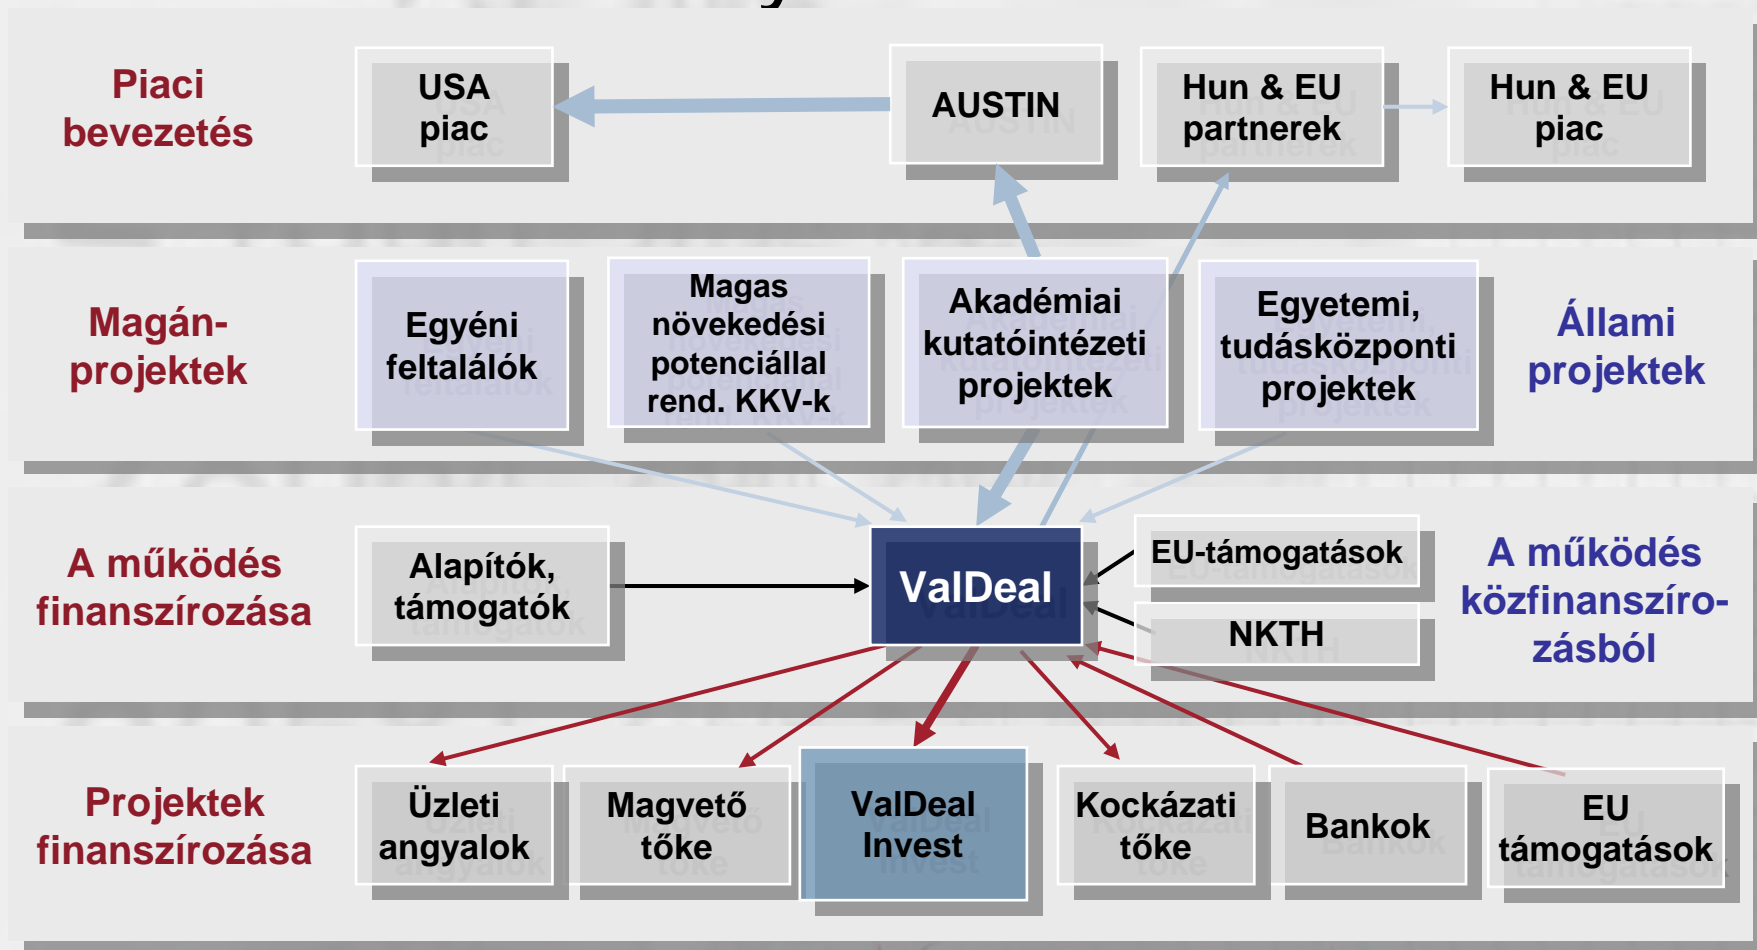 Piaci
bevezetés
USA
piac
AUSTIN
Hun & EU
partnerek
Hun & EU
piac
Magán-
projektek
Egyéni
feltalálók
Magas
növekedési
potenciállal
rend. KKV-k
Akadémiai
kutatóintézeti
projektek
Egyetemi,
tudásközponti
projektek
Állami
projektek
A működés
finanszírozása
Alapítók,
támogatók
ValDeal
EU-támogatások
NKTH
A működés
közfinanszíro-
zásból
Projektek
finanszírozása
Üzleti
angyalok
Magvető
tőke
ValDeal
Invest
Kockázati
tőke
Bankok
EU
támogatások